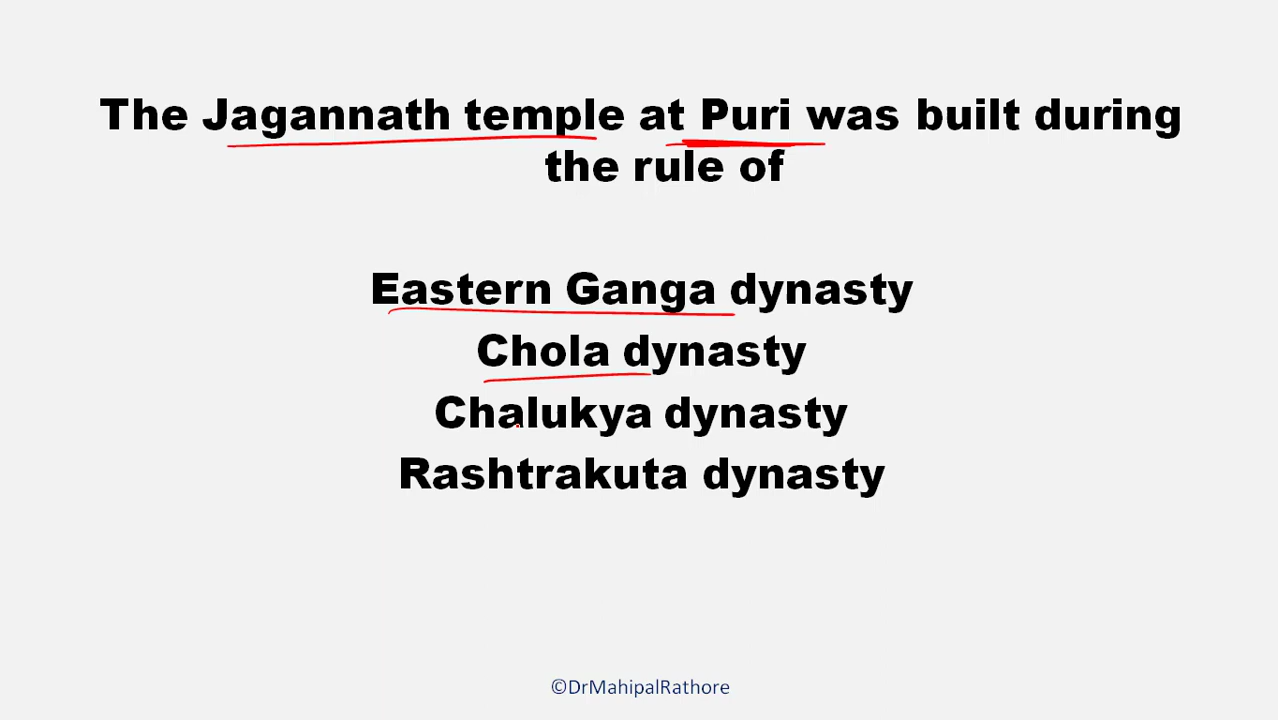 The Jagannath temple at Puri was built during
the rule of
Eastern Ganga dynasty
Chola dynasty
Chalukya dynasty
Rashtrakuta dynasty
©DrMahipalRathore